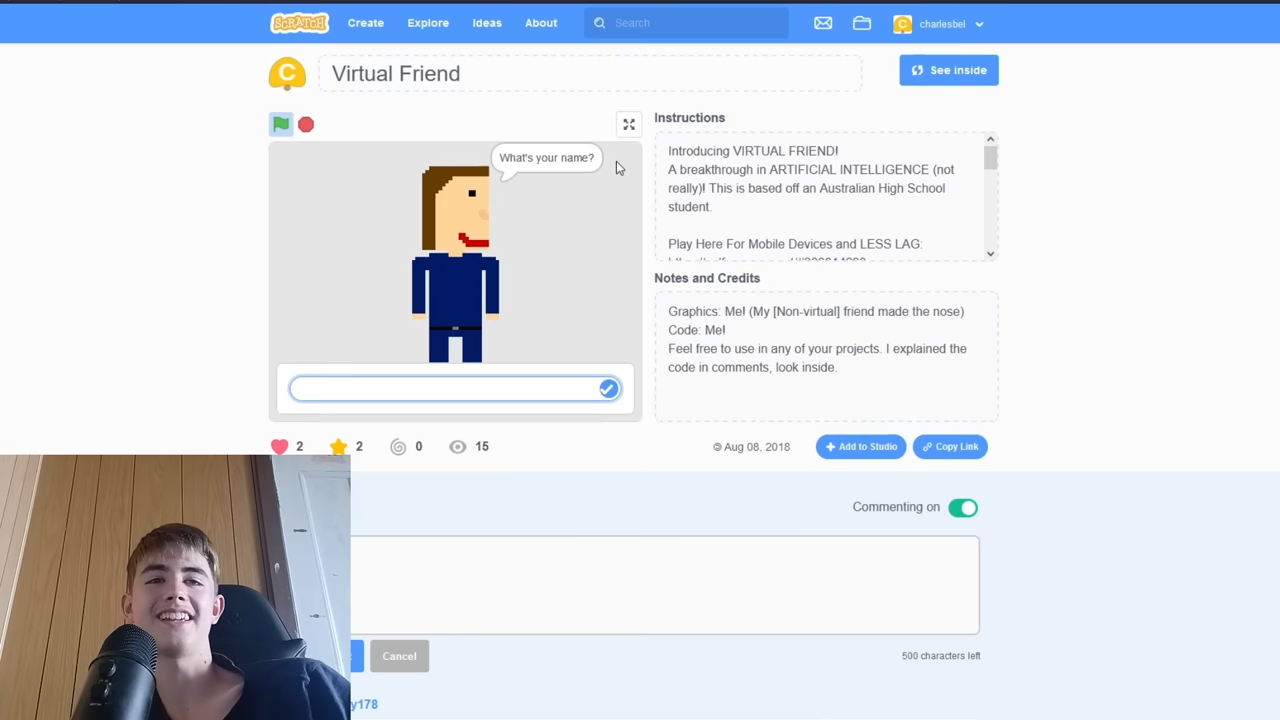 SCRATCH
Create
Explore
Ideas
About
Search
C
charlesbel
C
Virtual Friend
See inside
What's your name?
Instructions
Introducing VIRTUAL FRIEND!
A breakthrough in ARTIFICIAL INTELLIGENCE (not
really)! This is based off an Australian High School
student.
Play Here For Mobile Devices and LESS LAG:
Notes and Credits
Graphics: Me! (My [Non-virtual] friend made the nose)
Code: Me!
Feel free to use in any of your projects. I explained the
code in comments, look inside.
2
2
0
15
© Aug 08, 2018
Add to Studio
Copy Link
Commenting on
Cancel
500 characters left
y178